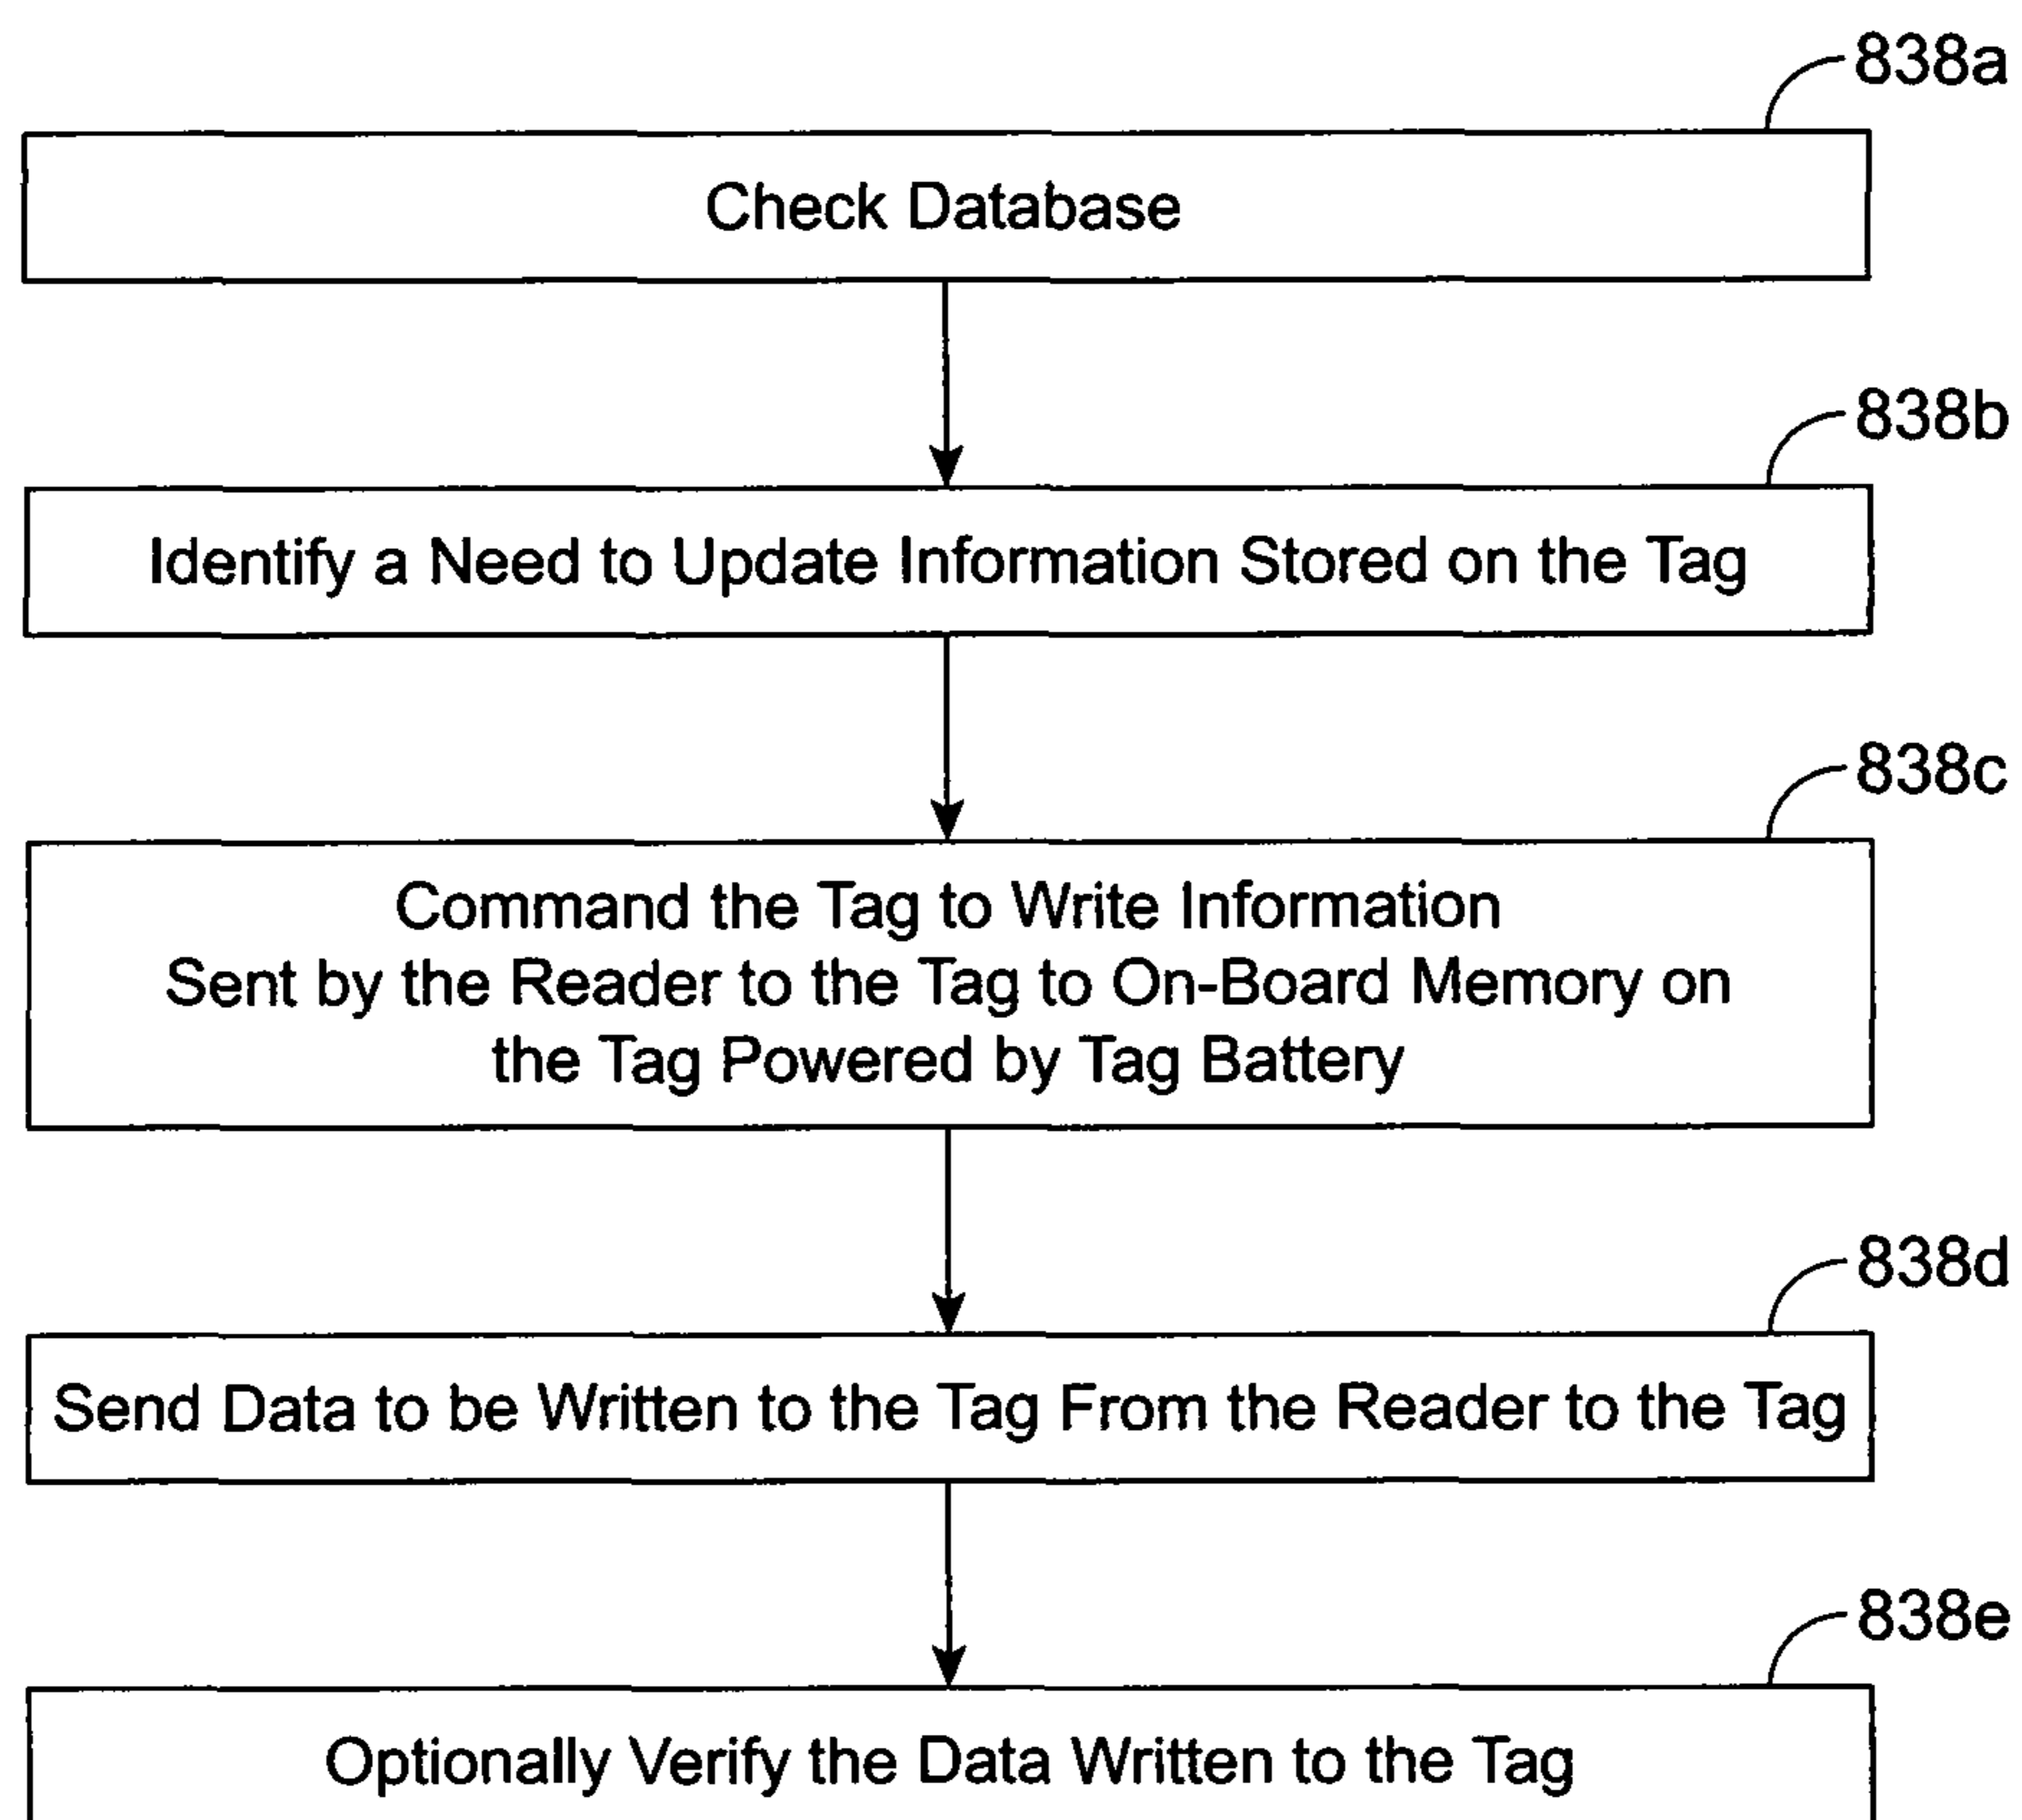 838a
Check Database
838b
Identify a Need to Update Information Stored on the Tag
838c
Command the Tag to Write Information
Sent by the Reader to the Tag to On-Board Memory on
the Tag Powered by Tag Battery
838d
Send Data to be Written to the Tag From the Reader to the Tag
838e
Optionally Verify the Data Written to the Tag